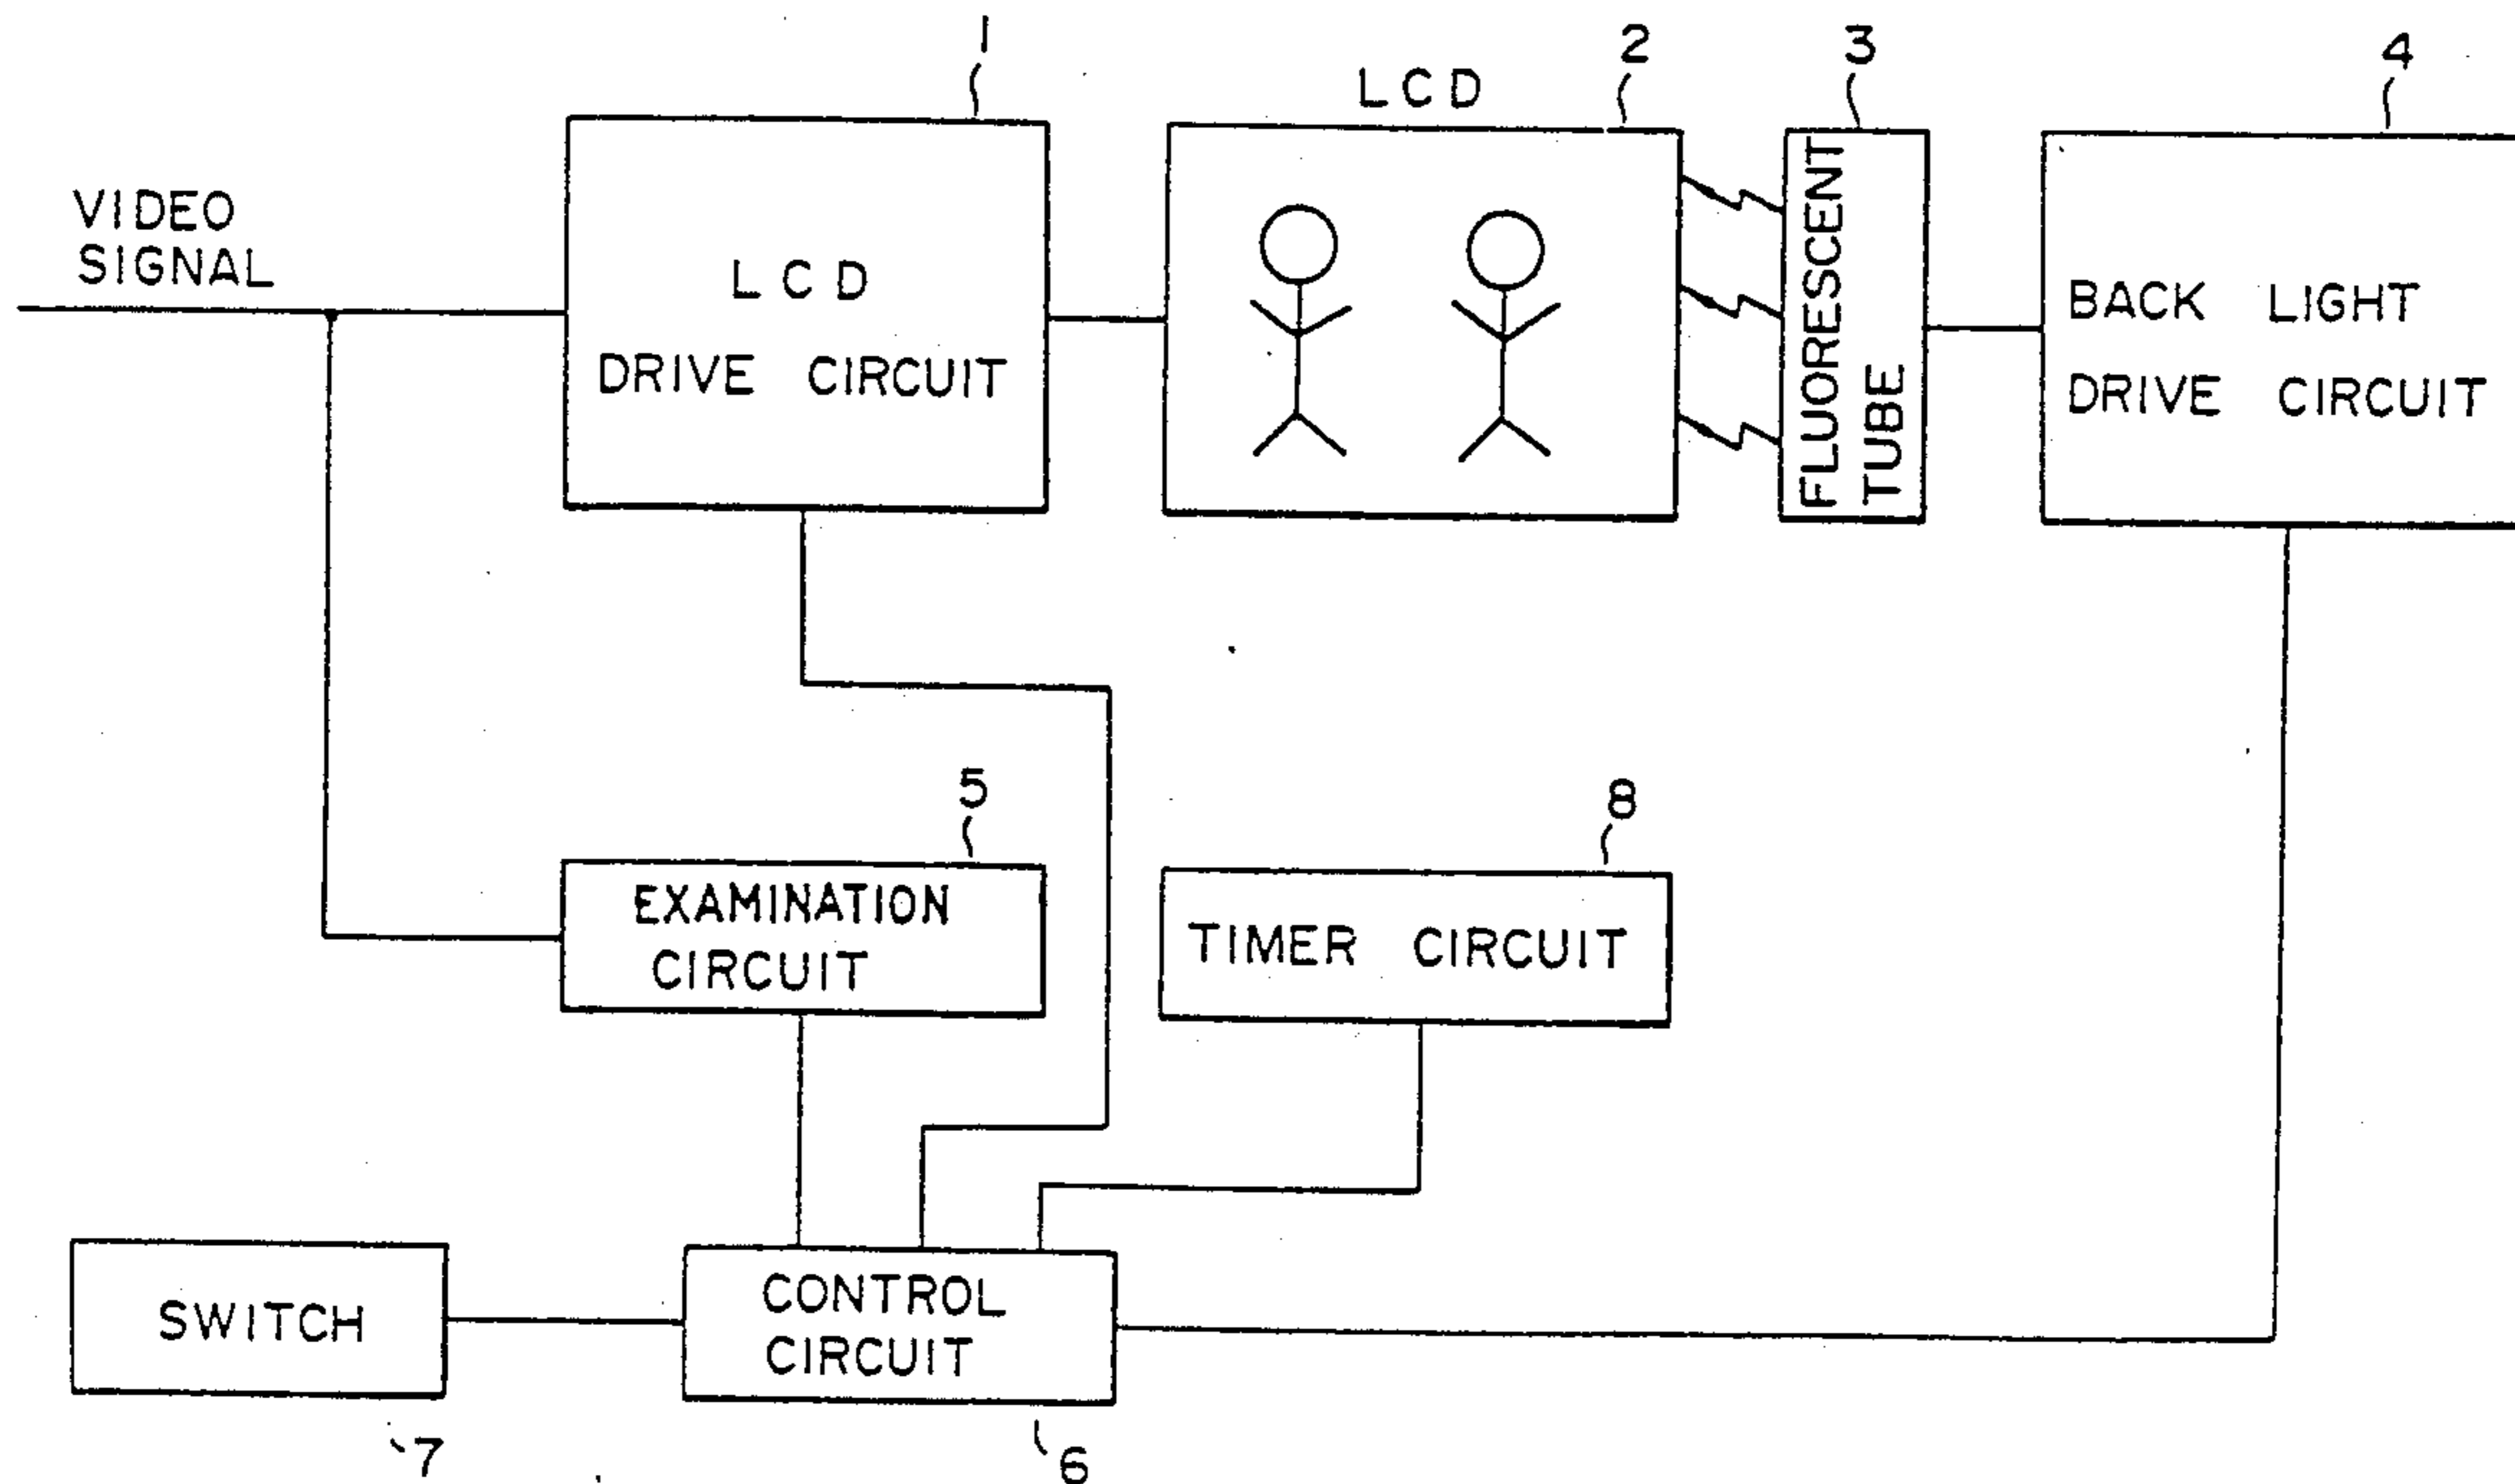 1
2
3
4
LCD
VIDEO
SIGNAL
LCD
DRIVE CIRCUIT
FLUORESCENT
TUBE
BACK LIGHT
DRIVE CIRCUIT
5
8
EXAMINATION
CIRCUIT
TIMER CIRCUIT
SWITCH
CONTROL
CIRCUIT
7
6